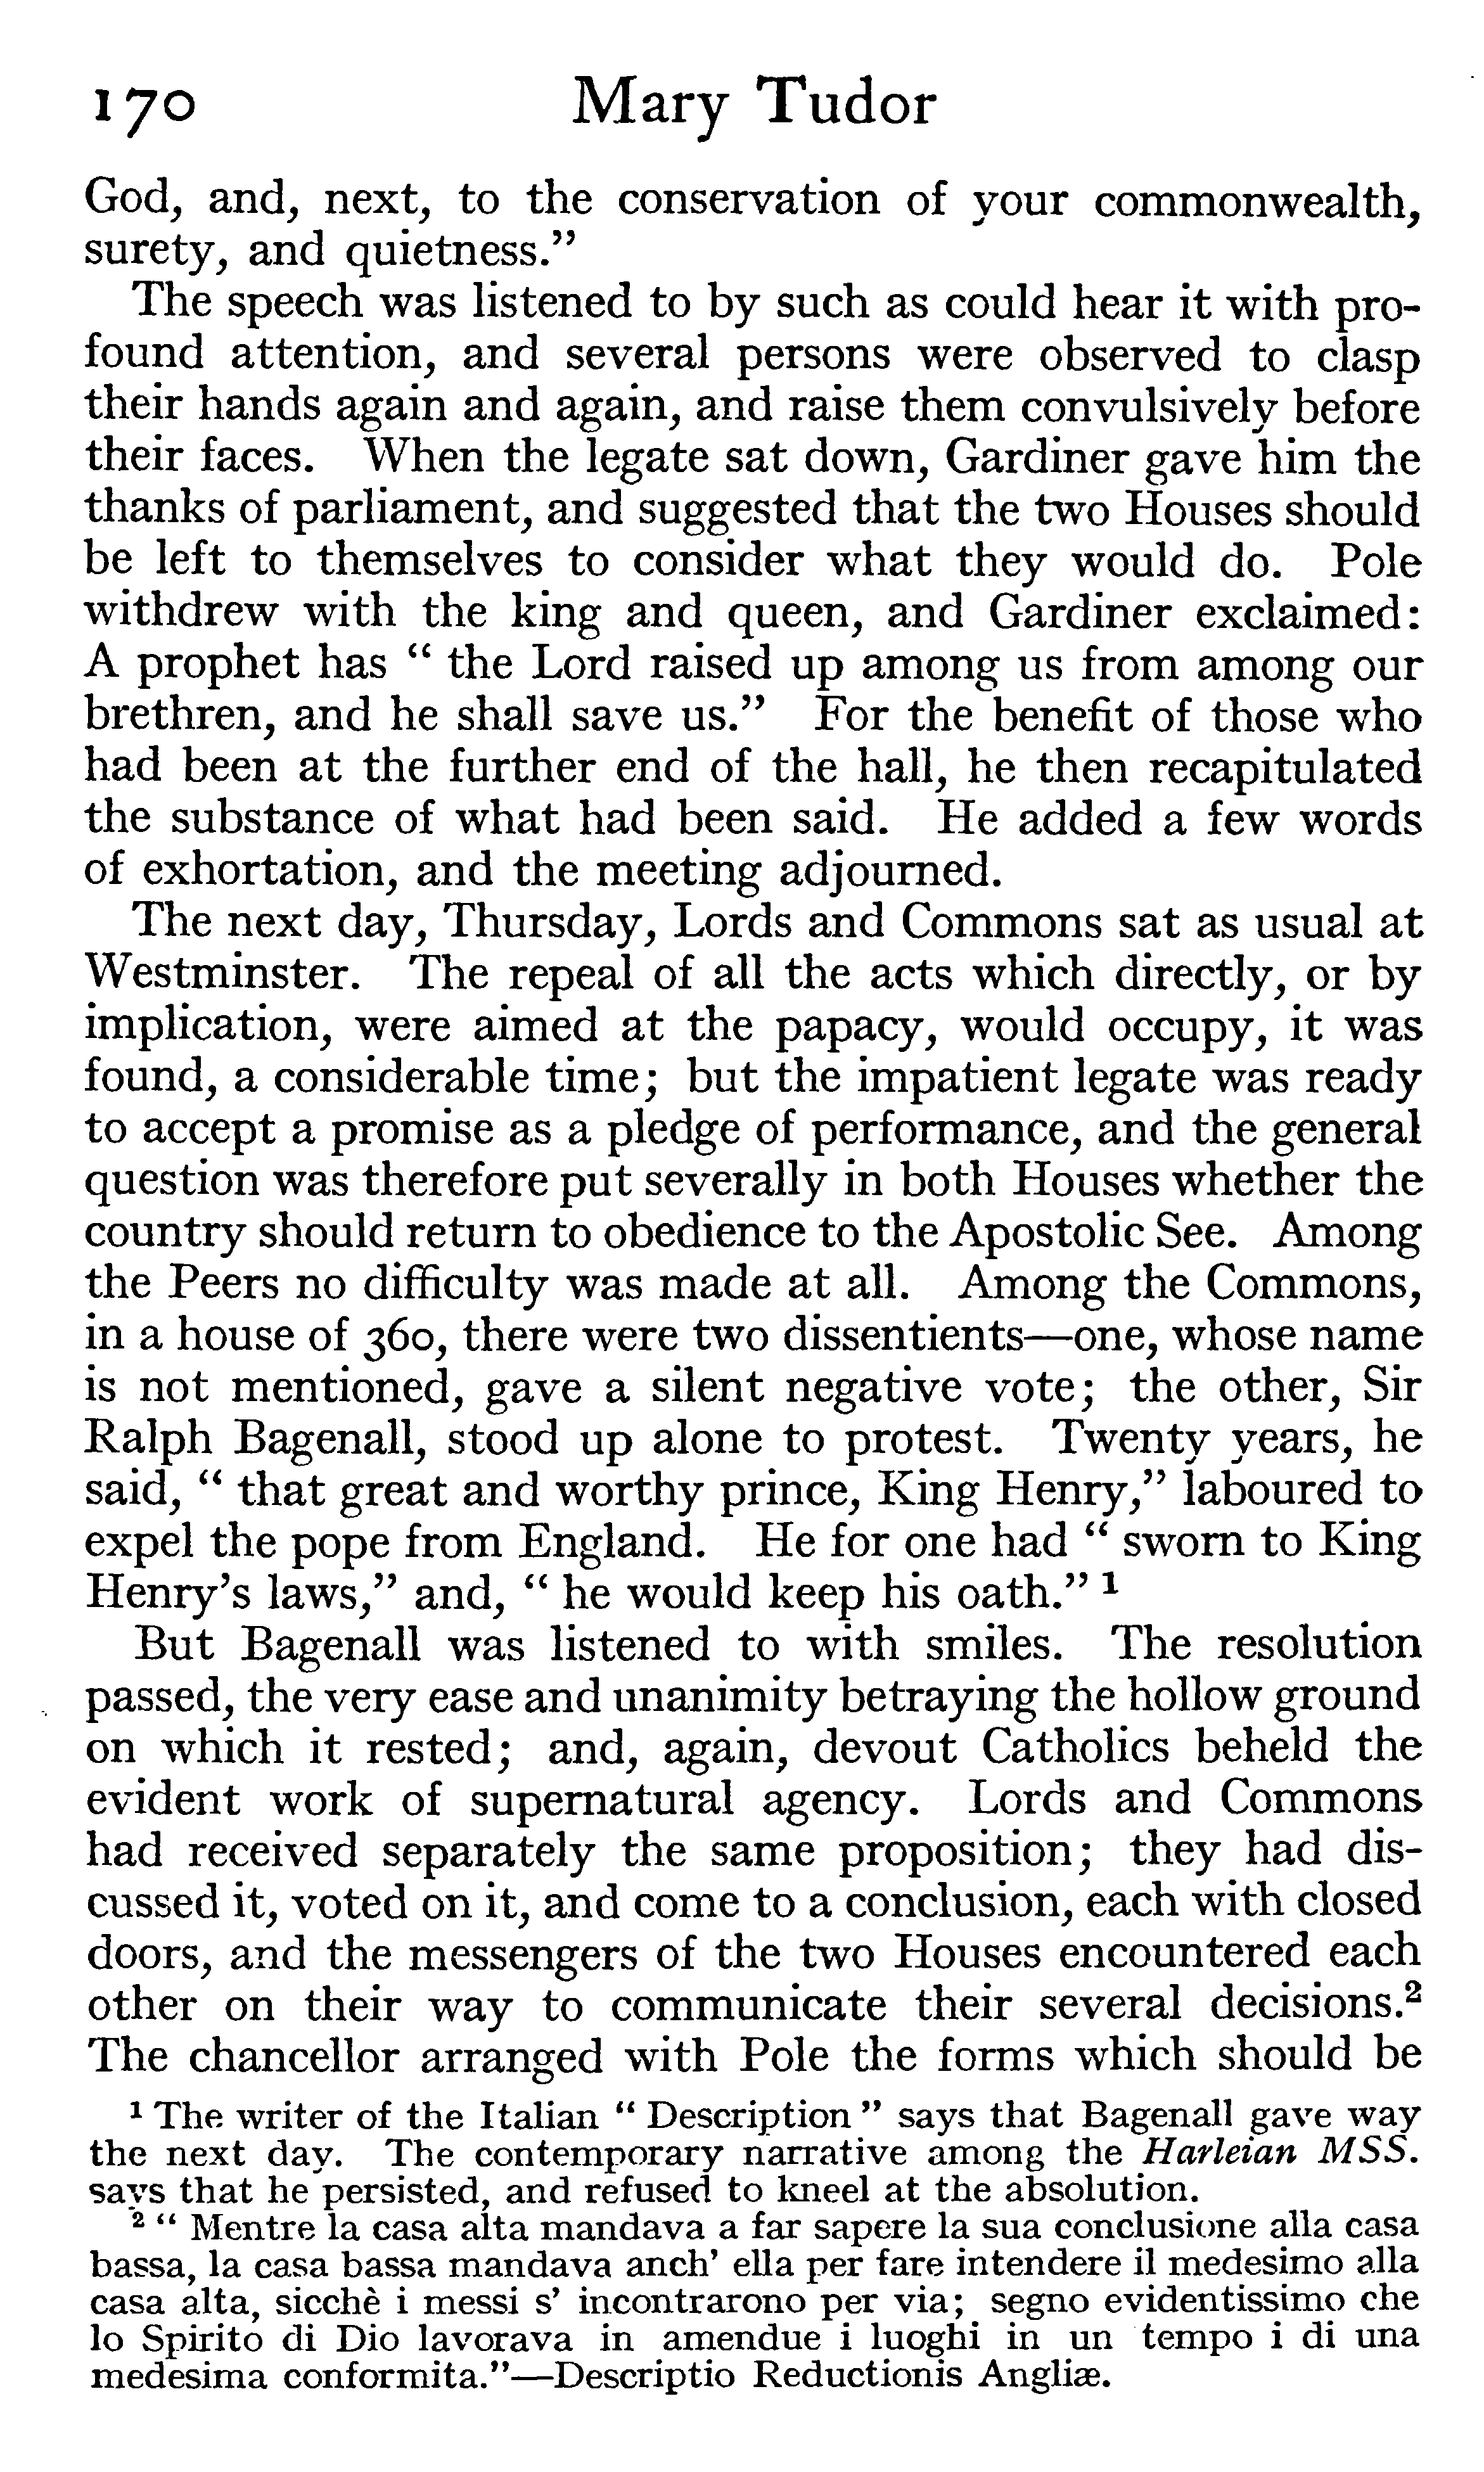 170 Mary Tudor
God, and, next, to the conservation of your commonwealth,
surety, and quietness.”
The speech was listened to by such as could hear it with pro-
found attention, and several persons were observed to clasp
their hands again and again, and raise them convulsively before
their faces. When the legate sat down, Gardiner gave him the
thanks of parliament, and suggested that the two Houses should
be left to themselves to consider what they would do. Pole
withdrew with the king and queen, and Gardiner exclaimed:
A prophet has “ the Lord raised up among us from among our
brethren, and he shall save us.” For the benefit of those who
had been at the further end of the hall, he then recapitulated
the substance of what had been said. He added a few words
of exhortation, and the meeting adjourned.
The next day, Thursday, Lords and Commons sat as usual at
Westminster. The repeal of all the acts which directly, or by
implication, were aimed at the papacy, would occupy, it was
found, a considerable time; but the impatient legate was ready
to accept a promise as a pledge of performance, and the general
question was therefore put severally in both Houses whether the
country should return to obedience to the Apostolic See. Among
the Peers no difficulty was made at all. Among the Commons,
in a house of 360, there were two dissentients—one, whose name
is not mentioned, gave a silent negative vote; the other, Sir
Ralph Bagenall, stood up alone to protest. Twenty years, he
said, “ that great and worthy prince, King Henry,” laboured to
expel the pope from England. He for one had “ sworn to King
Henry’s laws,” and, “ he would keep his oath.” ¹
But Bagenall was listened to with smiles. The resolution
passed, the very ease and unanimity betraying the hollow ground
on which it rested; and, again, devout Catholics beheld the
evident work of supernatural agency. Lords and Commons
had received separately the same proposition; they had dis-
cussed it, voted on it, and come to a conclusion, each with closed
doors, and the messengers of the two Houses encountered each
other on their way to communicate their several decisions.²
The chancellor arranged with Pole the forms which should be
¹ The writer of the Italian “ Description ” says that Bagenall gave way
the next day. The contemporary narrative among the Harleian MSS.
says that he persisted, and refused to kneel at the absolution.
² “ Mentre la casa alta mandava a far sapere la sua conclusione alla casa
bassa, la casa bassa mandava anch’ ella per fare intendere il medesimo alla
casa alta, sicchè i messi s’ incontrarono per via; segno evidentissimo che
lo Spirito di Dio lavorava in amendue i luoghi in un tempo i di una
medesima conformita.”—Descriptio Reductionis Angliæ.